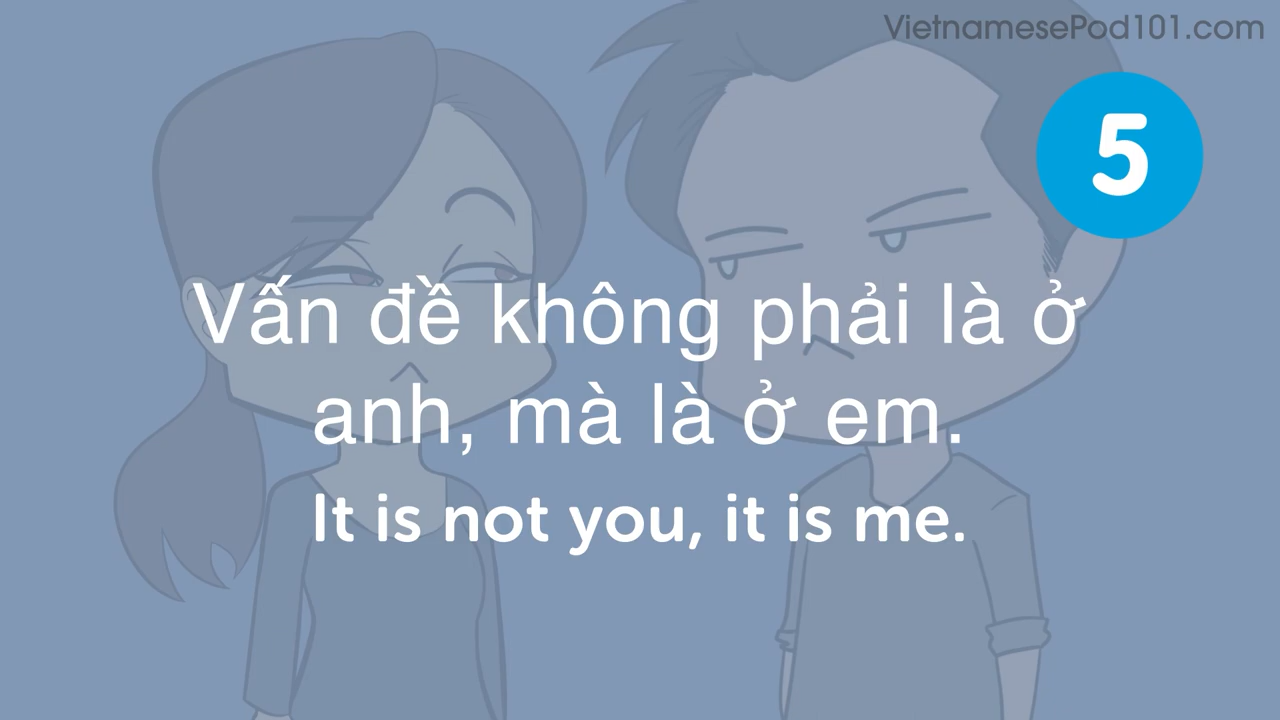 VietnamesePod101.com
5
Vấn đề không phải là ở
anh, mà là ở em.
It is not you, it is me.